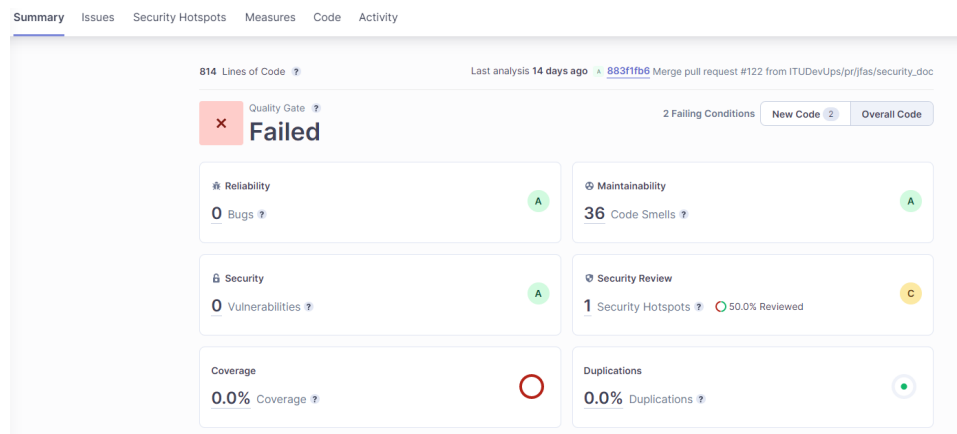 Summary Issues Security Hotspots Measures Code Activity
814 Lines of Code ? Last analysis 14 days ago A 883f1fb6 Merge pull request #122 from ITUDevUps/pr/jfas/security_doc
Quality Gate ?
Failed
2 Failing Conditions New Code 2 Overall Code
Reliability
0 Bugs ?
A
Maintainability
36 Code Smells ?
A
Security
0 Vulnerabilities ?
A
Security Review
1 Security Hotspots ? 50.0% Reviewed
C
Coverage
0.0% Coverage ?
Duplications
0.0% Duplications ?